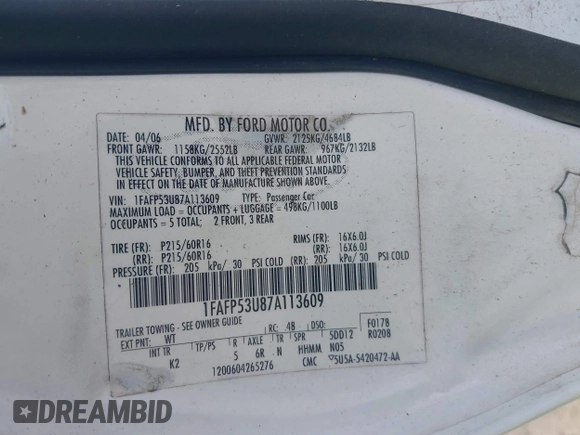 MFD. BY FORD MOTOR CO.
DATE: 04/06 GVWR: 2125KG/4684LB
FRONT GAWR: 1158KG/2552LB REAR GAWR: 967KG/2132LB
THIS VEHICLE CONFORMS TO ALL APPLICABLE FEDERAL MOTOR
VEHICLE SAFETY, BUMPER, AND THEFT PREVENTION STANDARDS
IN EFFECT ON THE DATE OF MANUFACTURE SHOWN ABOVE.
VIN: 1FAFP53U87A113609 TYPE: Passenger Car
MAXIMUM LOAD = OCCUPANTS + LUGGAGE = 498KG/1100LB
OCCUPANTS = 5 TOTAL: 2 FRONT, 3 REAR
TIRE (FR): P215/60R16 RIMS (FR): 16X6.0J
(RR): P215/60R16 (RR): 16X6.0J
PRESSURE (FR): 205 kPa/ 30 PSI COLD (RR): 205 kPa/ 30 PSI COLD
1FAFP53U87A113609
TRAILER TOWING - SEE OWNER GUIDE
EXT PNT: WT RC: 48 DSO: F0178
INT TR TP/PS R AXLE TR SPR 5DD12 R0208
K2 5 6R N HHMM N05
1200604265276 CMC 5U5A-5420472-AA
DREAMBID
.COM